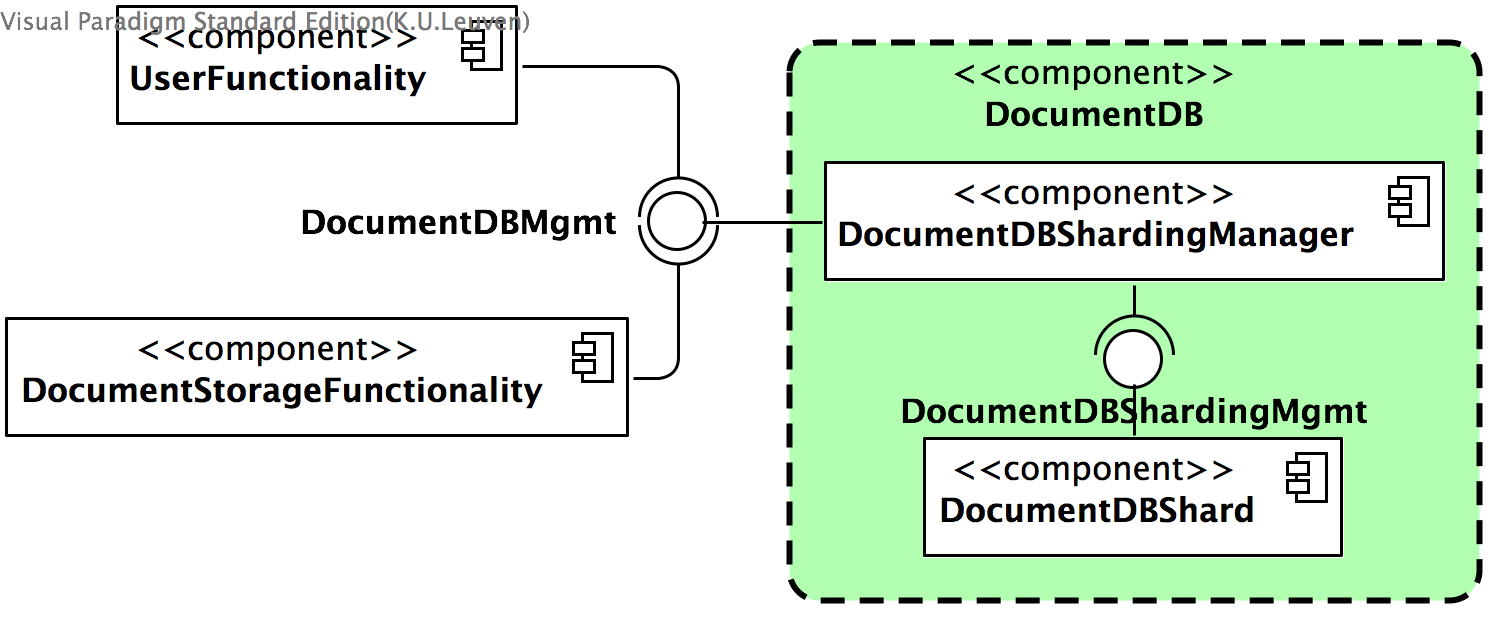 Visual Paradigm Standard Edition(K.U.Leuven)
<<component>>
UserFunctionality
<<component>>
DocumentDB
<<component>>
DocumentDBShardingManager
DocumentDBMgmt
<<component>>
DocumentStorageFunctionality
DocumentDBShardingMgmt
<<component>>
DocumentDBShard